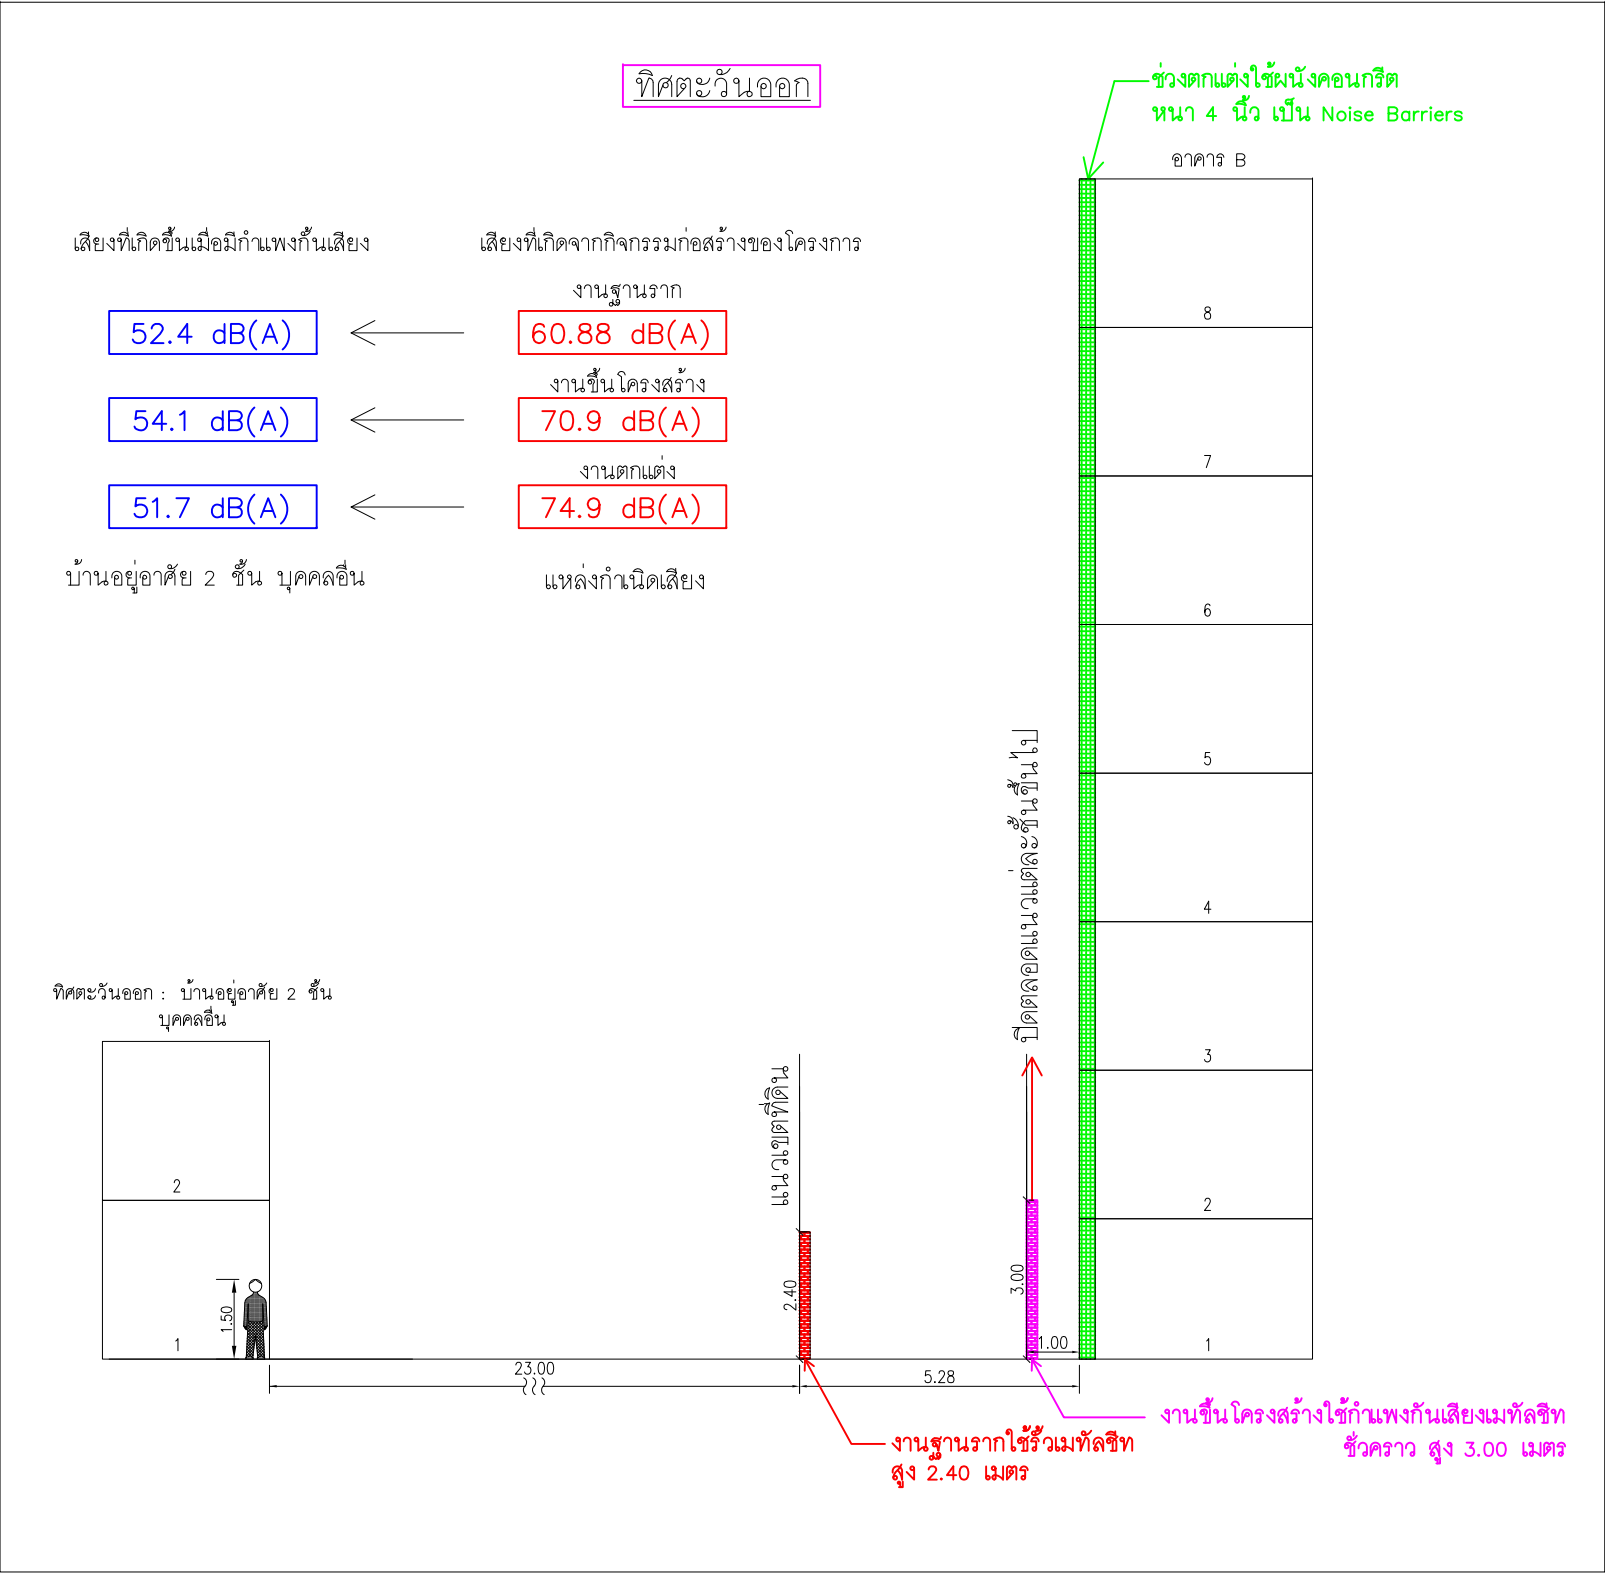 ทิศตะวันออก
ช่วงตกแต่งใช้ผนังคอนกรีต
หนา 4 นิ้ว เป็น Noise Barriers
อาคาร B
เสียงที่เกิดขึ้นเมื่อมีกำแพงกั้นเสียง
เสียงที่เกิดจากกิจกรรมก่อสร้างของโครงการ
งานฐานราก
52.4 dB(A)
60.88 dB(A)
งานขึ้นโครงสร้าง
54.1 dB(A)
70.9 dB(A)
งานตกแต่ง
51.7 dB(A)
74.9 dB(A)
บ้านอยู่อาศัย 2 ชั้น บุคคลอื่น
แหล่งกำเนิดเสียง
8
7
6
5
4
3
2
1
ปิดตลอดแนวแต่ละชั้นขึ้นไป
ทิศตะวันออก : บ้านอยู่อาศัย 2 ชั้น
บุคคลอื่น
2
1
1.50
แนวเขตที่ดิน
2.40
3.00
1.00
23.00
5.28
งานฐานรากใช้รั้วเมทัลชีท
สูง 2.40 เมตร
งานขึ้นโครงสร้างใช้กำแพงกันเสียงเมทัลชีท
ชั่วคราว สูง 3.00 เมตร